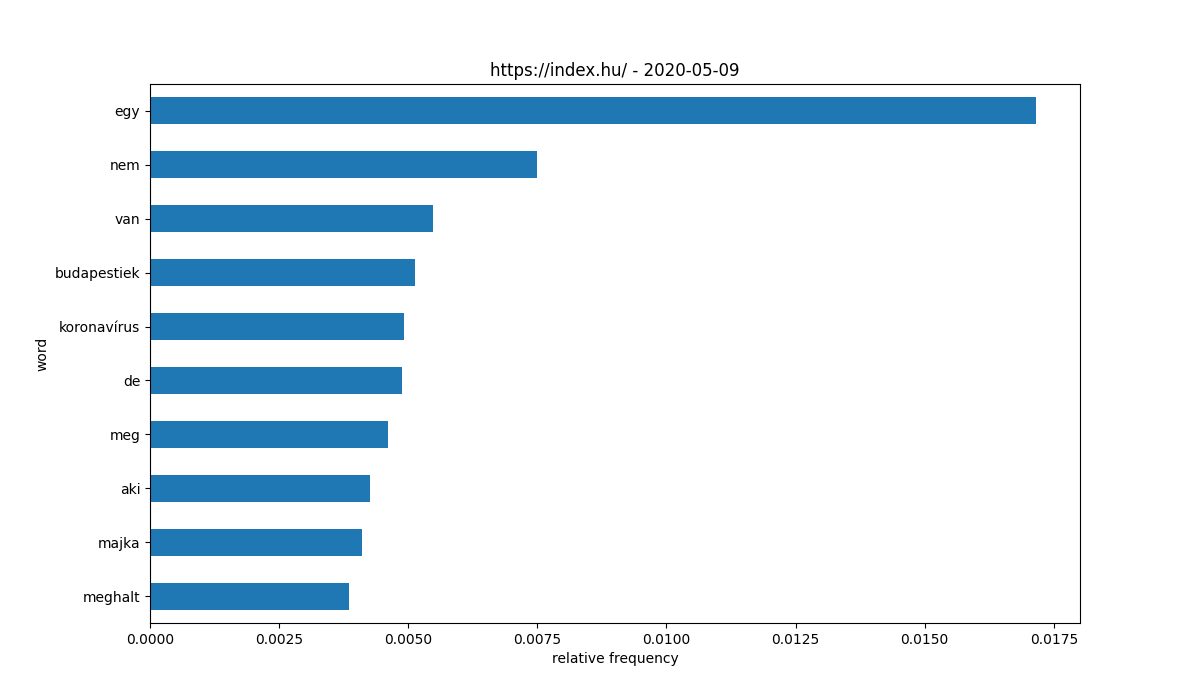 https://index.hu/ - 2020-05-09
egy
nem
van
budapestiek
koronavírus
de
meg
aki
majka
meghalt
word
0.0000 0.0025 0.0050 0.0075 0.0100 0.0125 0.0150 0.0175
relative frequency